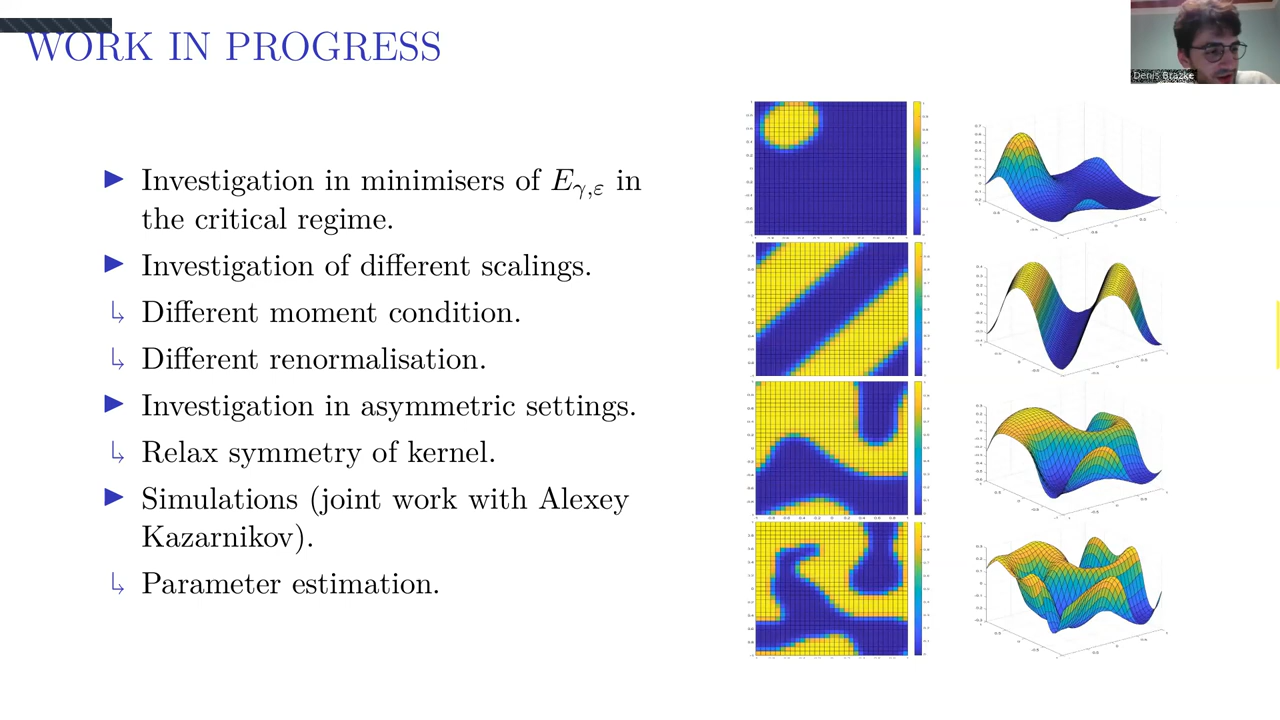 WORK IN PROGRESS
Denis Brazke
▶ Investigation in minimisers of Eγ,ε in
the critical regime.
▶ Investigation of different scalings.
↳ Different moment condition.
↳ Different renormalisation.
▶ Investigation in asymmetric settings.
↳ Relax symmetry of kernel.
▶ Simulations (joint work with Alexey
Kazarnikov).
↳ Parameter estimation.